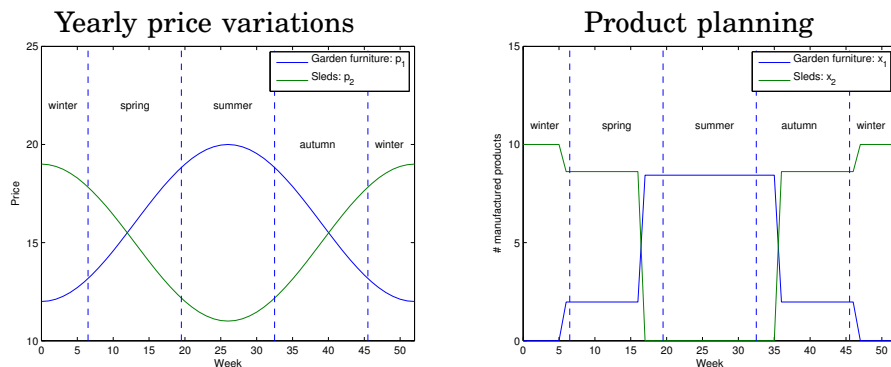 Yearly price variations
25
20
15
10
Price
0 5 10 15 20 25 30 35 40 45 50
Week
Garden furniture: p1
Sleds: p2
winter spring summer autumn winter
Product planning
15
10
5
0
# manufactured products
0 5 10 15 20 25 30 35 40 45 50
Week
Garden furniture: x1
Sleds: x2
winter spring summer autumn winter